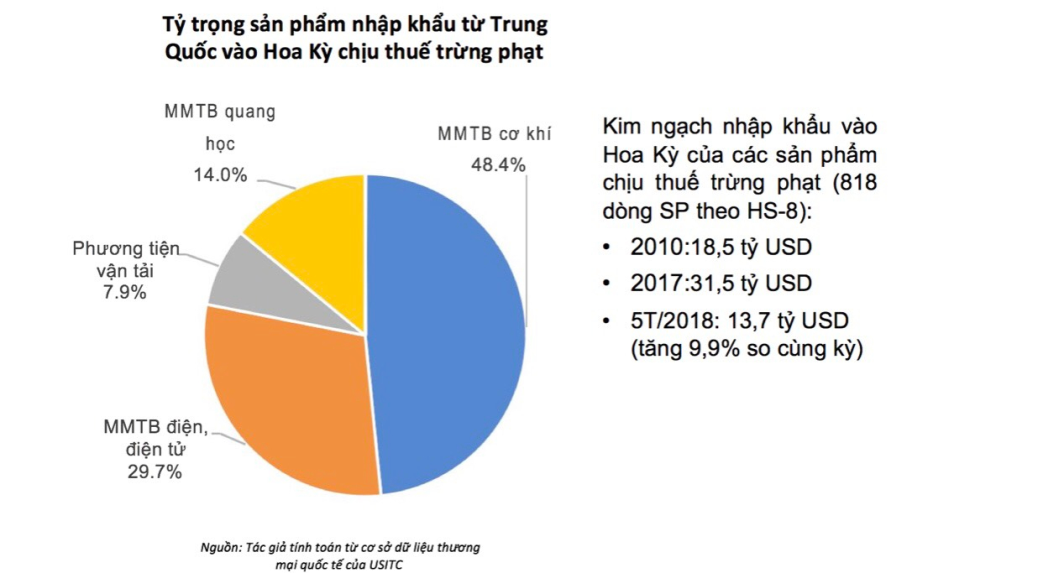 Tỷ trọng sản phẩm nhập khẩu từ Trung
Quốc vào Hoa Kỳ chịu thuế trừng phạt
MMTB quang
học
14.0%
MMTB cơ khí
48.4%
Phương tiện
vận tải
7.9%
MMTB điện,
điện tử
29.7%
Kim ngạch nhập khẩu vào
Hoa Kỳ của các sản phẩm
chịu thuế trừng phạt (818
dòng SP theo HS-8):
• 2010:18,5 tỷ USD
• 2017:31,5 tỷ USD
• 5T/2018: 13,7 tỷ USD
(tăng 9,9% so cùng kỳ)
Nguồn: Tác giả tính toán từ cơ sở dữ liệu thương
mại quốc tế của USITC